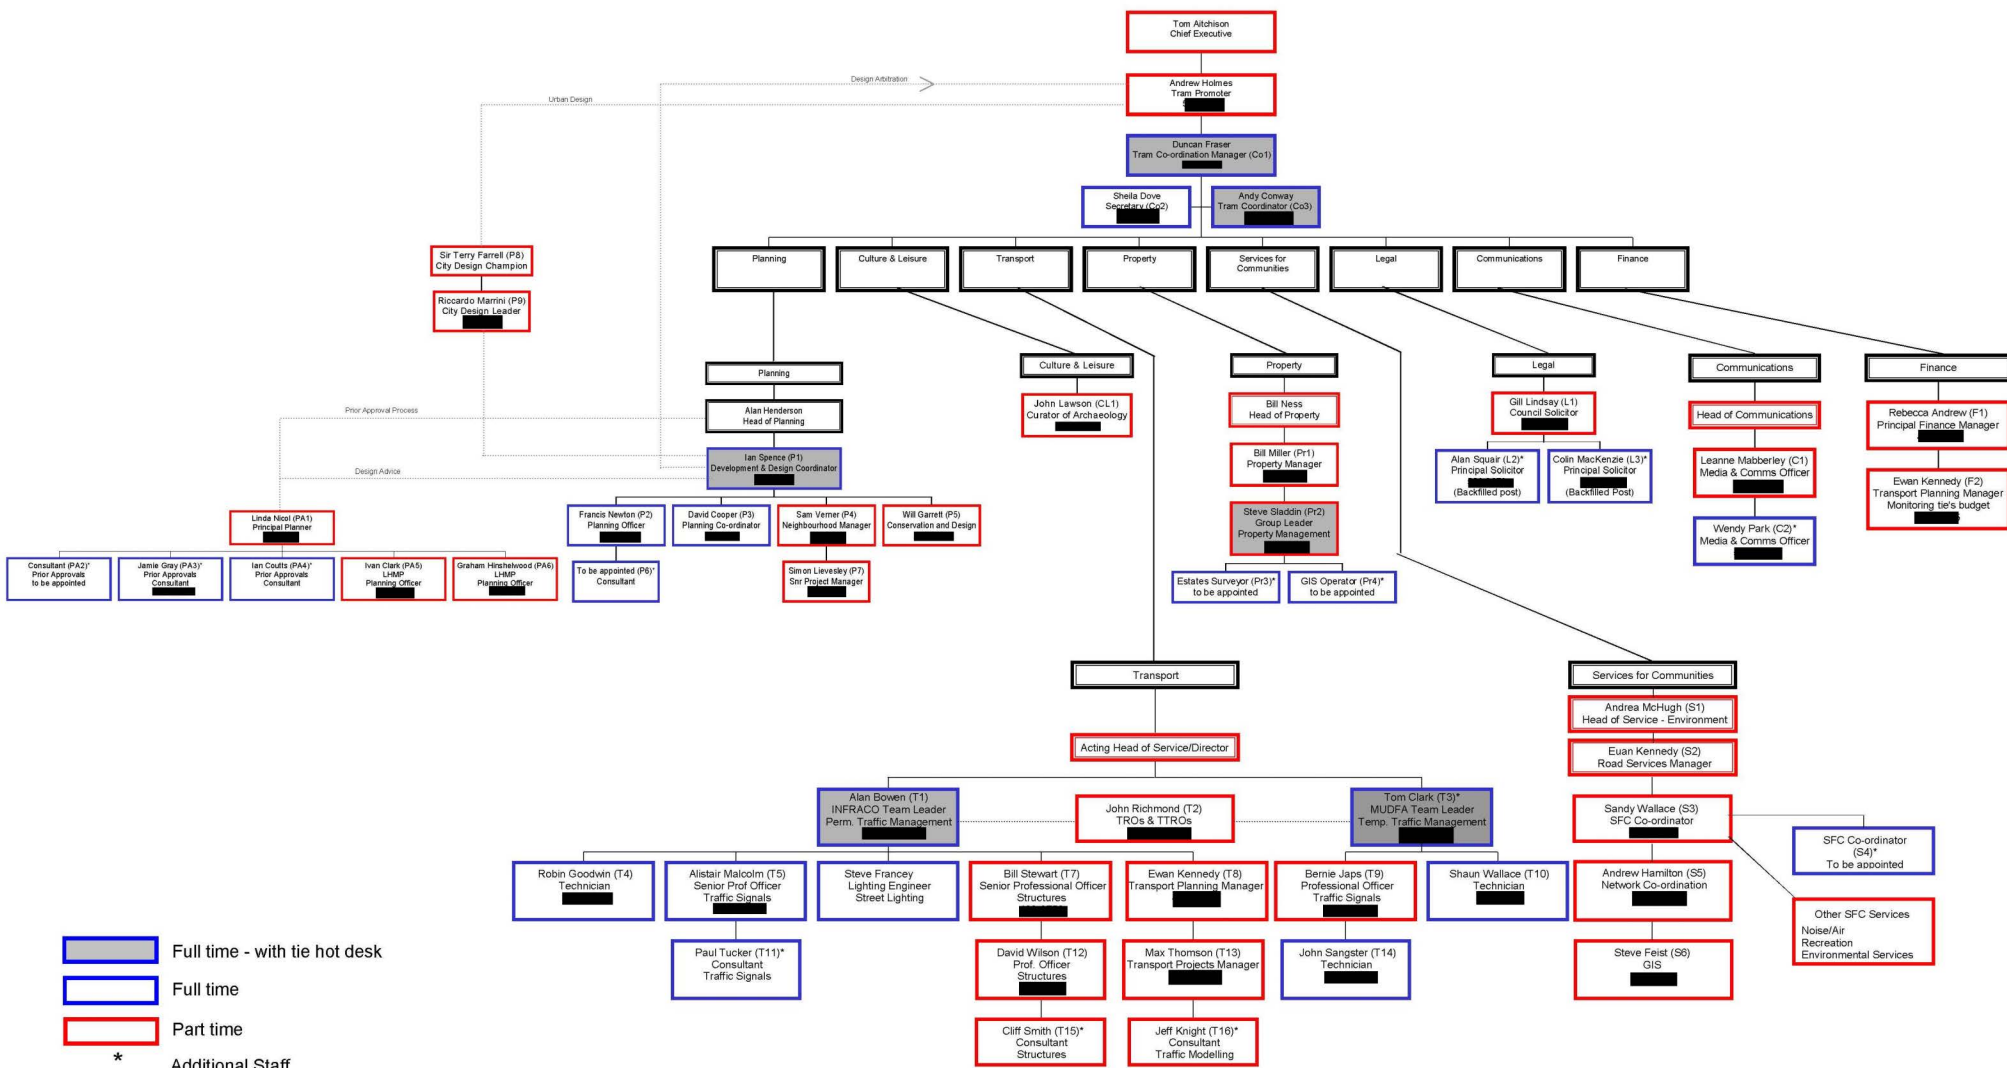 Tom Aitchison
Chief Executive
Design Arbitration
Andrew Holmes
Tram Promoter
Urban Design
Duncan Fraser
Tram Co-ordination Manager (Co1)
Sheila Dove
Secretary (Co2)
Andy Conway
Tram Coordinator (Co3)
Sir Terry Farrell (P8)
City Design Champion
Riccardo Marrini (P9)
City Design Leader
Planning
Culture & Leisure
Transport
Property
Services for
Communities
Legal
Communications
Finance
Planning
Alan Henderson
Head of Planning
Prior Approval Process
Ian Spence (P1)
Development & Design Coordinator
Design Advice
Culture & Leisure
John Lawson (CL1)
Curator of Archaeology
Property
Bill Ness
Head of Property
Bill Miller (Pr1)
Property Manager
Steve Sladdin (Pr2)
Group Leader
Property Management
Estates Surveyor (Pr3)*
to be appointed
GIS Operator (Pr4)*
to be appointed
Legal
Gill Lindsay (L1)
Council Solicitor
Alan Squair (L2)*
Principal Solicitor
(Backfilled post)
Colin MacKenzie (L3)*
Principal Solicitor
(Backfilled Post)
Communications
Head of Communications
Leanne Mabberley (C1)
Media & Comms Officer
Wendy Park (C2)*
Media & Comms Officer
Finance
Rebecca Andrew (F1)
Principal Finance Manager
Ewan Kennedy (F2)
Transport Planning Manager
Monitoring tie's budget
Linda Nicol (PA1)
Principal Planner
Consultant (PA2)*
Prior Approvals
to be appointed
Jamie Gray (PA3)*
Prior Approvals
Consultant
Ian Coutts (PA4)*
Prior Approvals
Consultant
Ivan Clark (PA5)
LHMP
Planning Officer
Graham Hinshelwood (PA6)
LHMP
Planning Officer
Francis Newton (P2)
Planning Officer
David Cooper (P3)
Planning Co-ordinator
Sam Verner (P4)
Neighbourhood Manager
Will Garrett (P5)
Conservation and Design
To be appointed (P6)*
Consultant
Simon Lievesley (P7)
Snr Project Manager
Transport
Acting Head of Service/Director
Alan Bowen (T1)
INFRACO Team Leader
Perm. Traffic Management
John Richmond (T2)
TROs & TTROs
Tom Clark (T3)*
MUDFA Team Leader
Temp. Traffic Management
Robin Goodwin (T4)
Technician
Alistair Malcolm (T5)
Senior Prof Officer
Traffic Signals
Steve Francey
Lighting Engineer
Street Lighting
Bill Stewart (T7)
Senior Professional Officer
Structures
Ewan Kennedy (T8)
Transport Planning Manager
Bernie Japs (T9)
Professional Officer
Traffic Signals
Shaun Wallace (T10)
Technician
Paul Tucker (T11)*
Consultant
Traffic Signals
David Wilson (T12)
Prof. Officer
Structures
Max Thomson (T13)
Transport Projects Manager
John Sangster (T14)
Technician
Cliff Smith (T15)*
Consultant
Structures
Jeff Knight (T16)*
Consultant
Traffic Modelling
Services for Communities
Andrea McHugh (S1)
Head of Service - Environment
Euan Kennedy (S2)
Road Services Manager
Sandy Wallace (S3)
SFC Co-ordinator
SFC Co-ordinator
(S4)*
To be appointed
Andrew Hamilton (S5)
Network Co-ordination
Other SFC Services
Noise/Air
Recreation
Environmental Services
Steve Feist (S6)
GIS
Full time - with tie hot desk
Full time
Part time
* Additional Staff